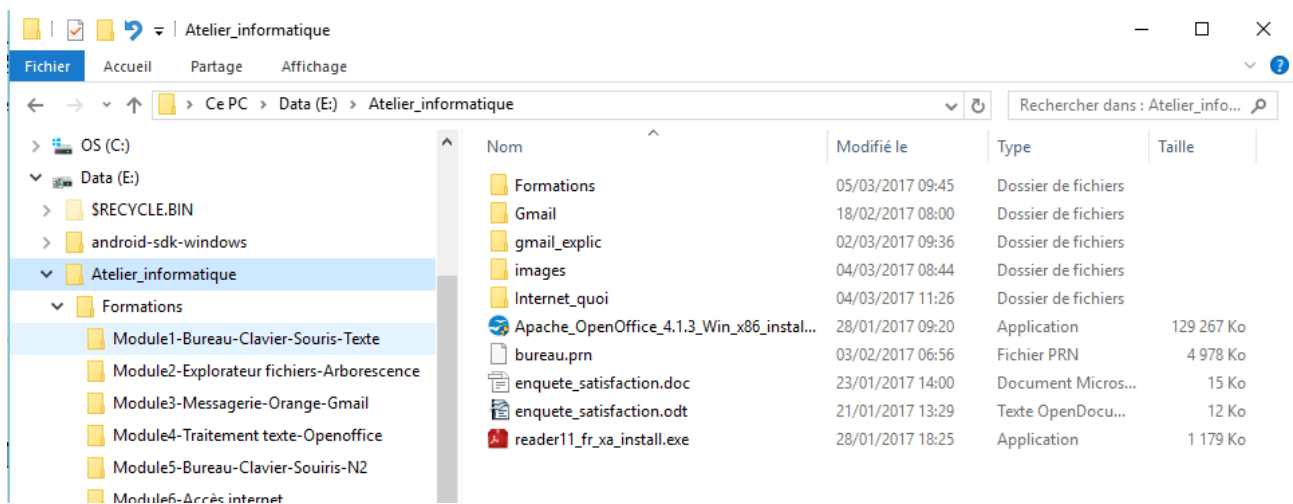 Atelier_informatique
Fichier Accueil Partage Affichage
Ce PC > Data (E:) > Atelier_informatique Rechercher dans : Atelier_info...
OS (C:)
Data (E:)
$RECYCLE.BIN
android-sdk-windows
Atelier_informatique
Formations
Module1-Bureau-Clavier-Souris-Texte
Module2-Explorateur fichiers-Arborescence
Module3-Messagerie-Orange-Gmail
Module4-Traitement texte-Openoffice
Module5-Bureau-Clavier-Souiris-N2
Module6-Accès internet
Nom Modifié le Type Taille
Formations 05/03/2017 09:45 Dossier de fichiers
Gmail 18/02/2017 08:00 Dossier de fichiers
gmail_explic 02/03/2017 09:36 Dossier de fichiers
images 04/03/2017 08:44 Dossier de fichiers
Internet_quoi 04/03/2017 11:26 Dossier de fichiers
Apache_OpenOffice_4.1.3_Win_x86_instal... 28/01/2017 09:20 Application 129 267 Ko
bureau.prn 03/02/2017 06:56 Fichier PRN 4 978 Ko
enquete_satisfaction.doc 23/01/2017 14:00 Document Micros... 15 Ko
enquete_satisfaction.odt 21/01/2017 13:29 Texte OpenDocu... 12 Ko
reader11_fr_xa_install.exe 28/01/2017 18:25 Application 1 179 Ko